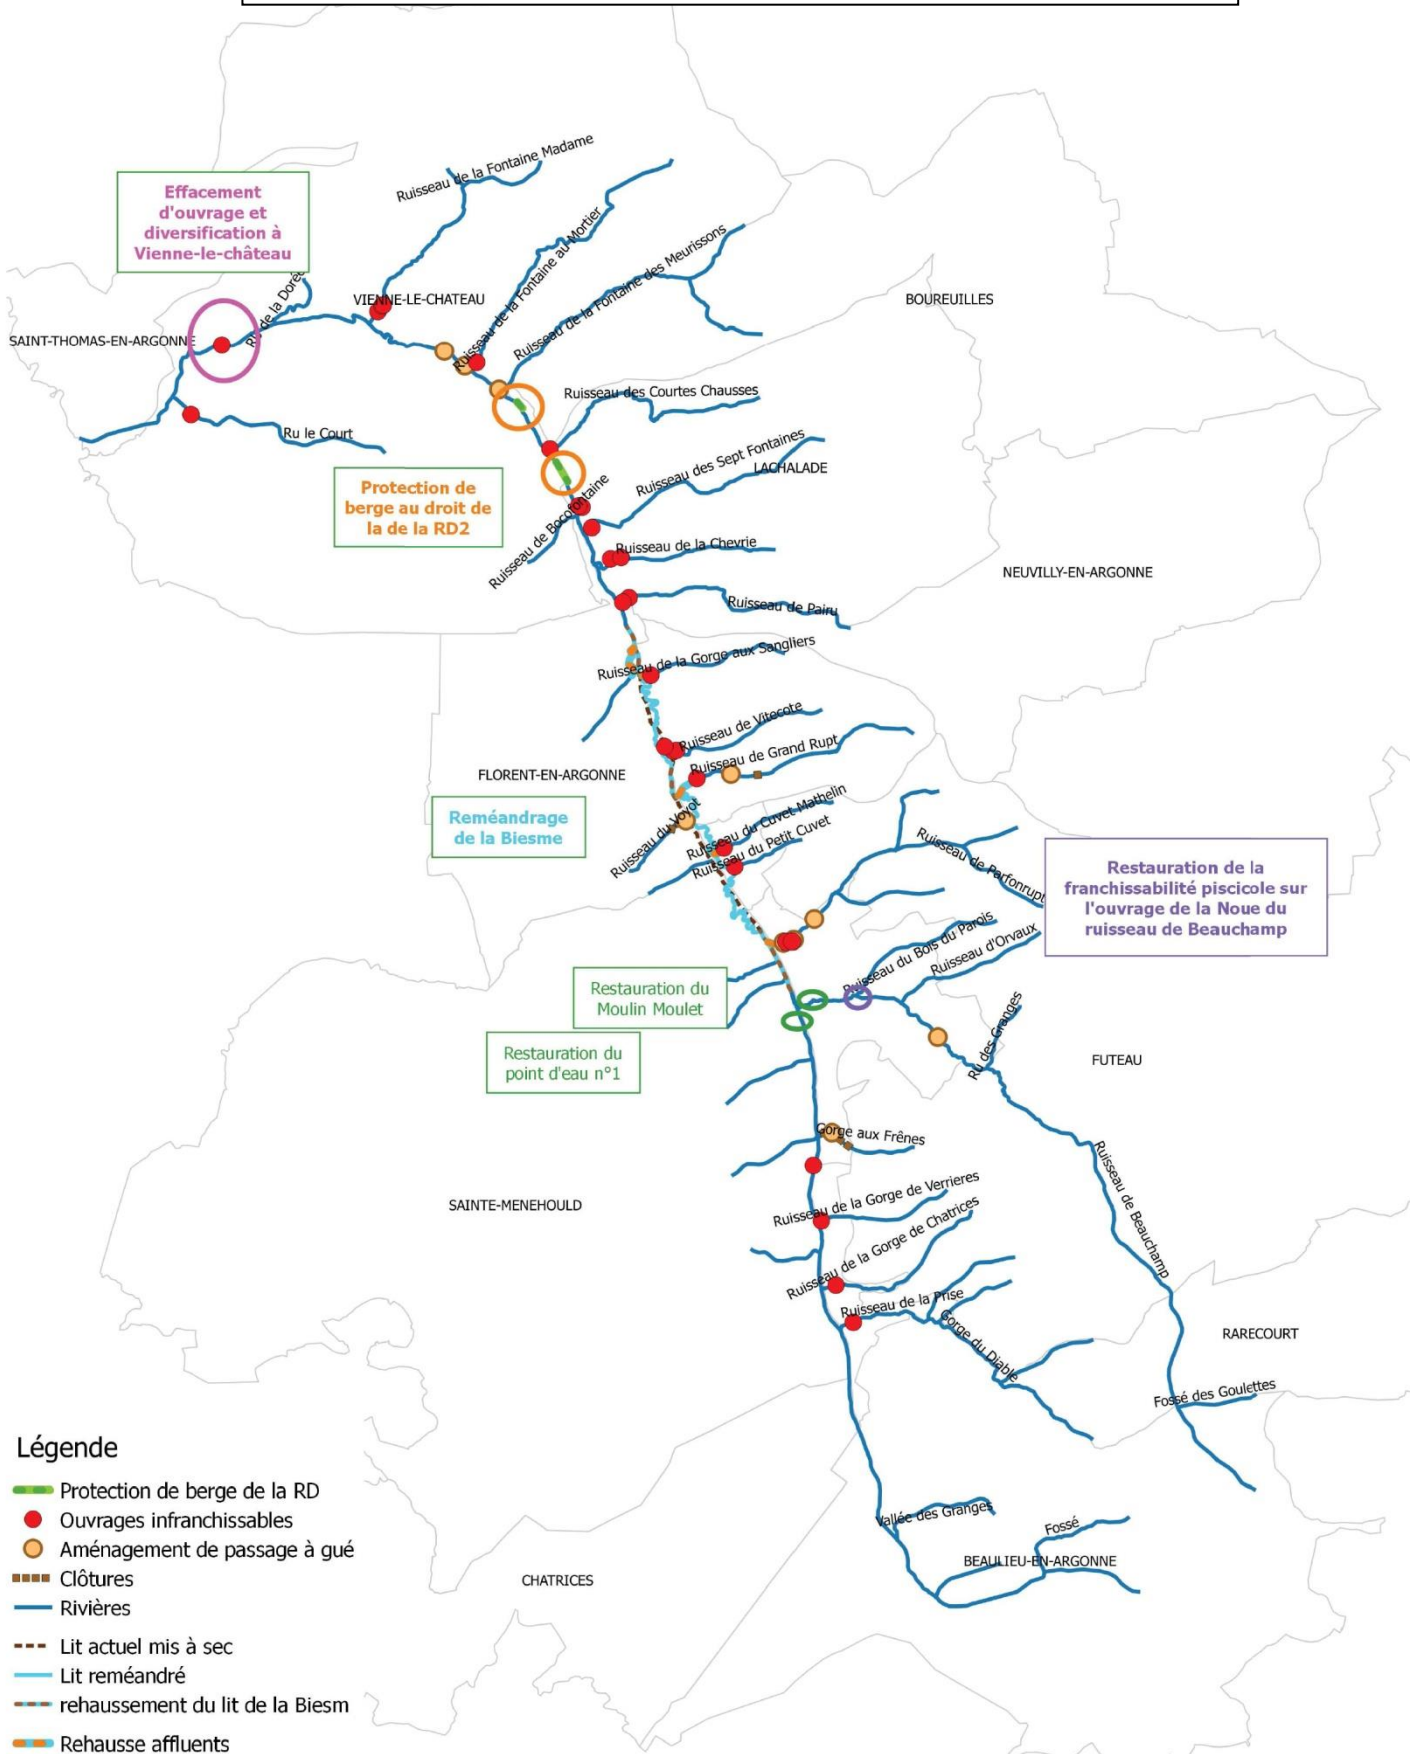 Ruisseau de la Fontaine Madame
Effacement
d'ouvrage et
diversification à
Vienne-le-château
Ruisseau de la Fontaine au Mortier
Ruisseau de la Fontaine des Meurissons
Ru de la Dorée
VIENNE-LE-CHATEAU
BOUREUILLES
SAINT-THOMAS-EN-ARGONNE
Ruisseau des Courtes Chausses
Ru le Court
Ruisseau des Sept Fontaines
LACHALADE
Protection de
berge au droit de
la de la RD2
Ruisseau de Bocofontaine
Ruisseau de la Chevrie
NEUVILLY-EN-ARGONNE
Ruisseau de Pairu
Ruisseau de la Gorge aux Sangliers
Ruisseau de Vitecote
Ruisseau de Grand Rupt
FLORENT-EN-ARGONNE
Reméandrage
de la Biesme
Ruisseau du Voyot
Ruisseau du Cuvet Mathelin
Ruisseau du Petit Cuvet
Ruisseau de Parfonrupt
Restauration de la
franchissabilité piscicole sur
l'ouvrage de la Noue du
ruisseau de Beauchamp
Ruisseau du Bois du Parois
Ruisseau d'Orvaux
Restauration du
Moulin Moulet
Restauration du
point d'eau n°1
Ru des Granges
FUTEAU
Gorge aux Frênes
Ruisseau de Beauchamp
SAINTE-MENEHOULD
Ruisseau de la Gorge de Verrieres
Ruisseau de la Gorge de Chatrices
Ruisseau de la Prise
Gorge du Diable
RARECOURT
Fossé des Goulettes
Vallée des Granges
Fossé
BEAULIEU-EN-ARGONNE
CHATRICES
Légende
Protection de berge de la RD
Ouvrages infranchissables
Aménagement de passage à gué
Clôtures
Rivières
Lit actuel mis à sec
Lit reméandré
rehaussement du lit de la Biesm
Rehausse affluents